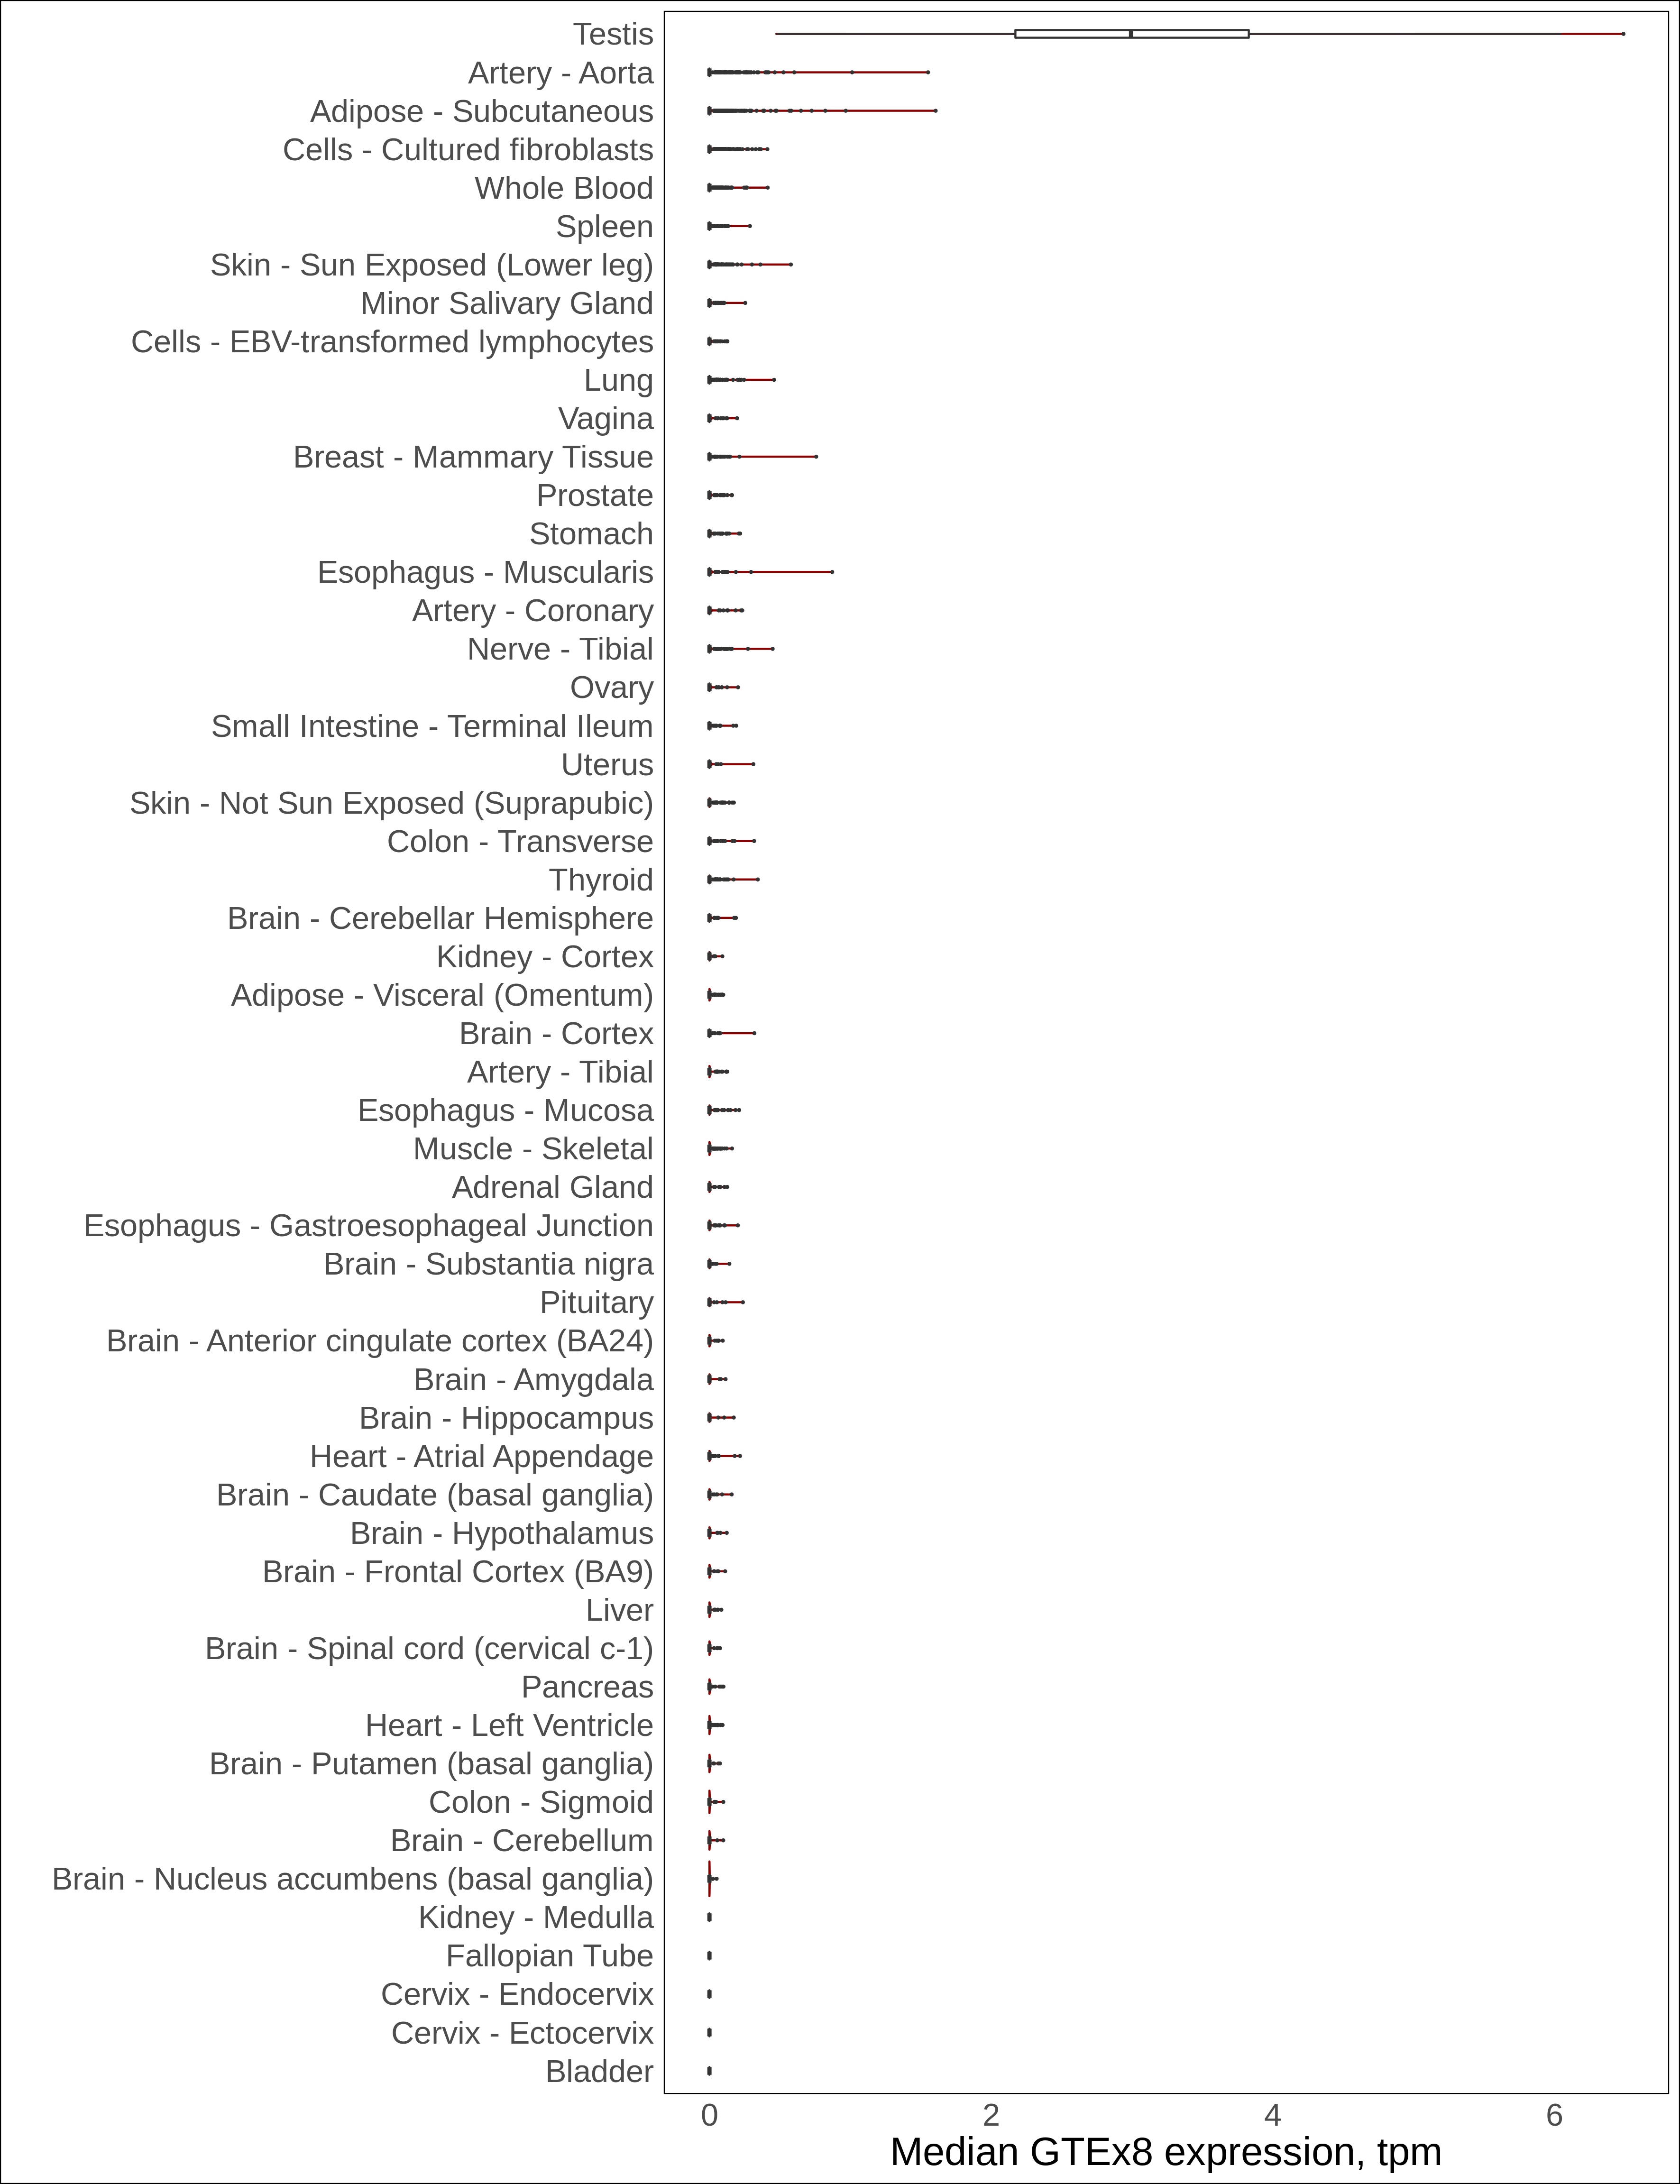 Testis
Artery - Aorta
Adipose - Subcutaneous
Cells - Cultured fibroblasts
Whole Blood
Spleen
Skin - Sun Exposed (Lower leg)
Minor Salivary Gland
Cells - EBV-transformed lymphocytes
Lung
Vagina
Breast - Mammary Tissue
Prostate
Stomach
Esophagus - Muscularis
Artery - Coronary
Nerve - Tibial
Ovary
Small Intestine - Terminal Ileum
Uterus
Skin - Not Sun Exposed (Suprapubic)
Colon - Transverse
Thyroid
Brain - Cerebellar Hemisphere
Kidney - Cortex
Adipose - Visceral (Omentum)
Brain - Cortex
Artery - Tibial
Esophagus - Mucosa
Muscle - Skeletal
Adrenal Gland
Esophagus - Gastroesophageal Junction
Brain - Substantia nigra
Pituitary
Brain - Anterior cingulate cortex (BA24)
Brain - Amygdala
Brain - Hippocampus
Heart - Atrial Appendage
Brain - Caudate (basal ganglia)
Brain - Hypothalamus
Brain - Frontal Cortex (BA9)
Liver
Brain - Spinal cord (cervical c-1)
Pancreas
Heart - Left Ventricle
Brain - Putamen (basal ganglia)
Colon - Sigmoid
Brain - Cerebellum
Brain - Nucleus accumbens (basal ganglia)
Kidney - Medulla
Fallopian Tube
Cervix - Endocervix
Cervix - Ectocervix
Bladder
0 2 4 6
Median GTEx8 expression, tpm